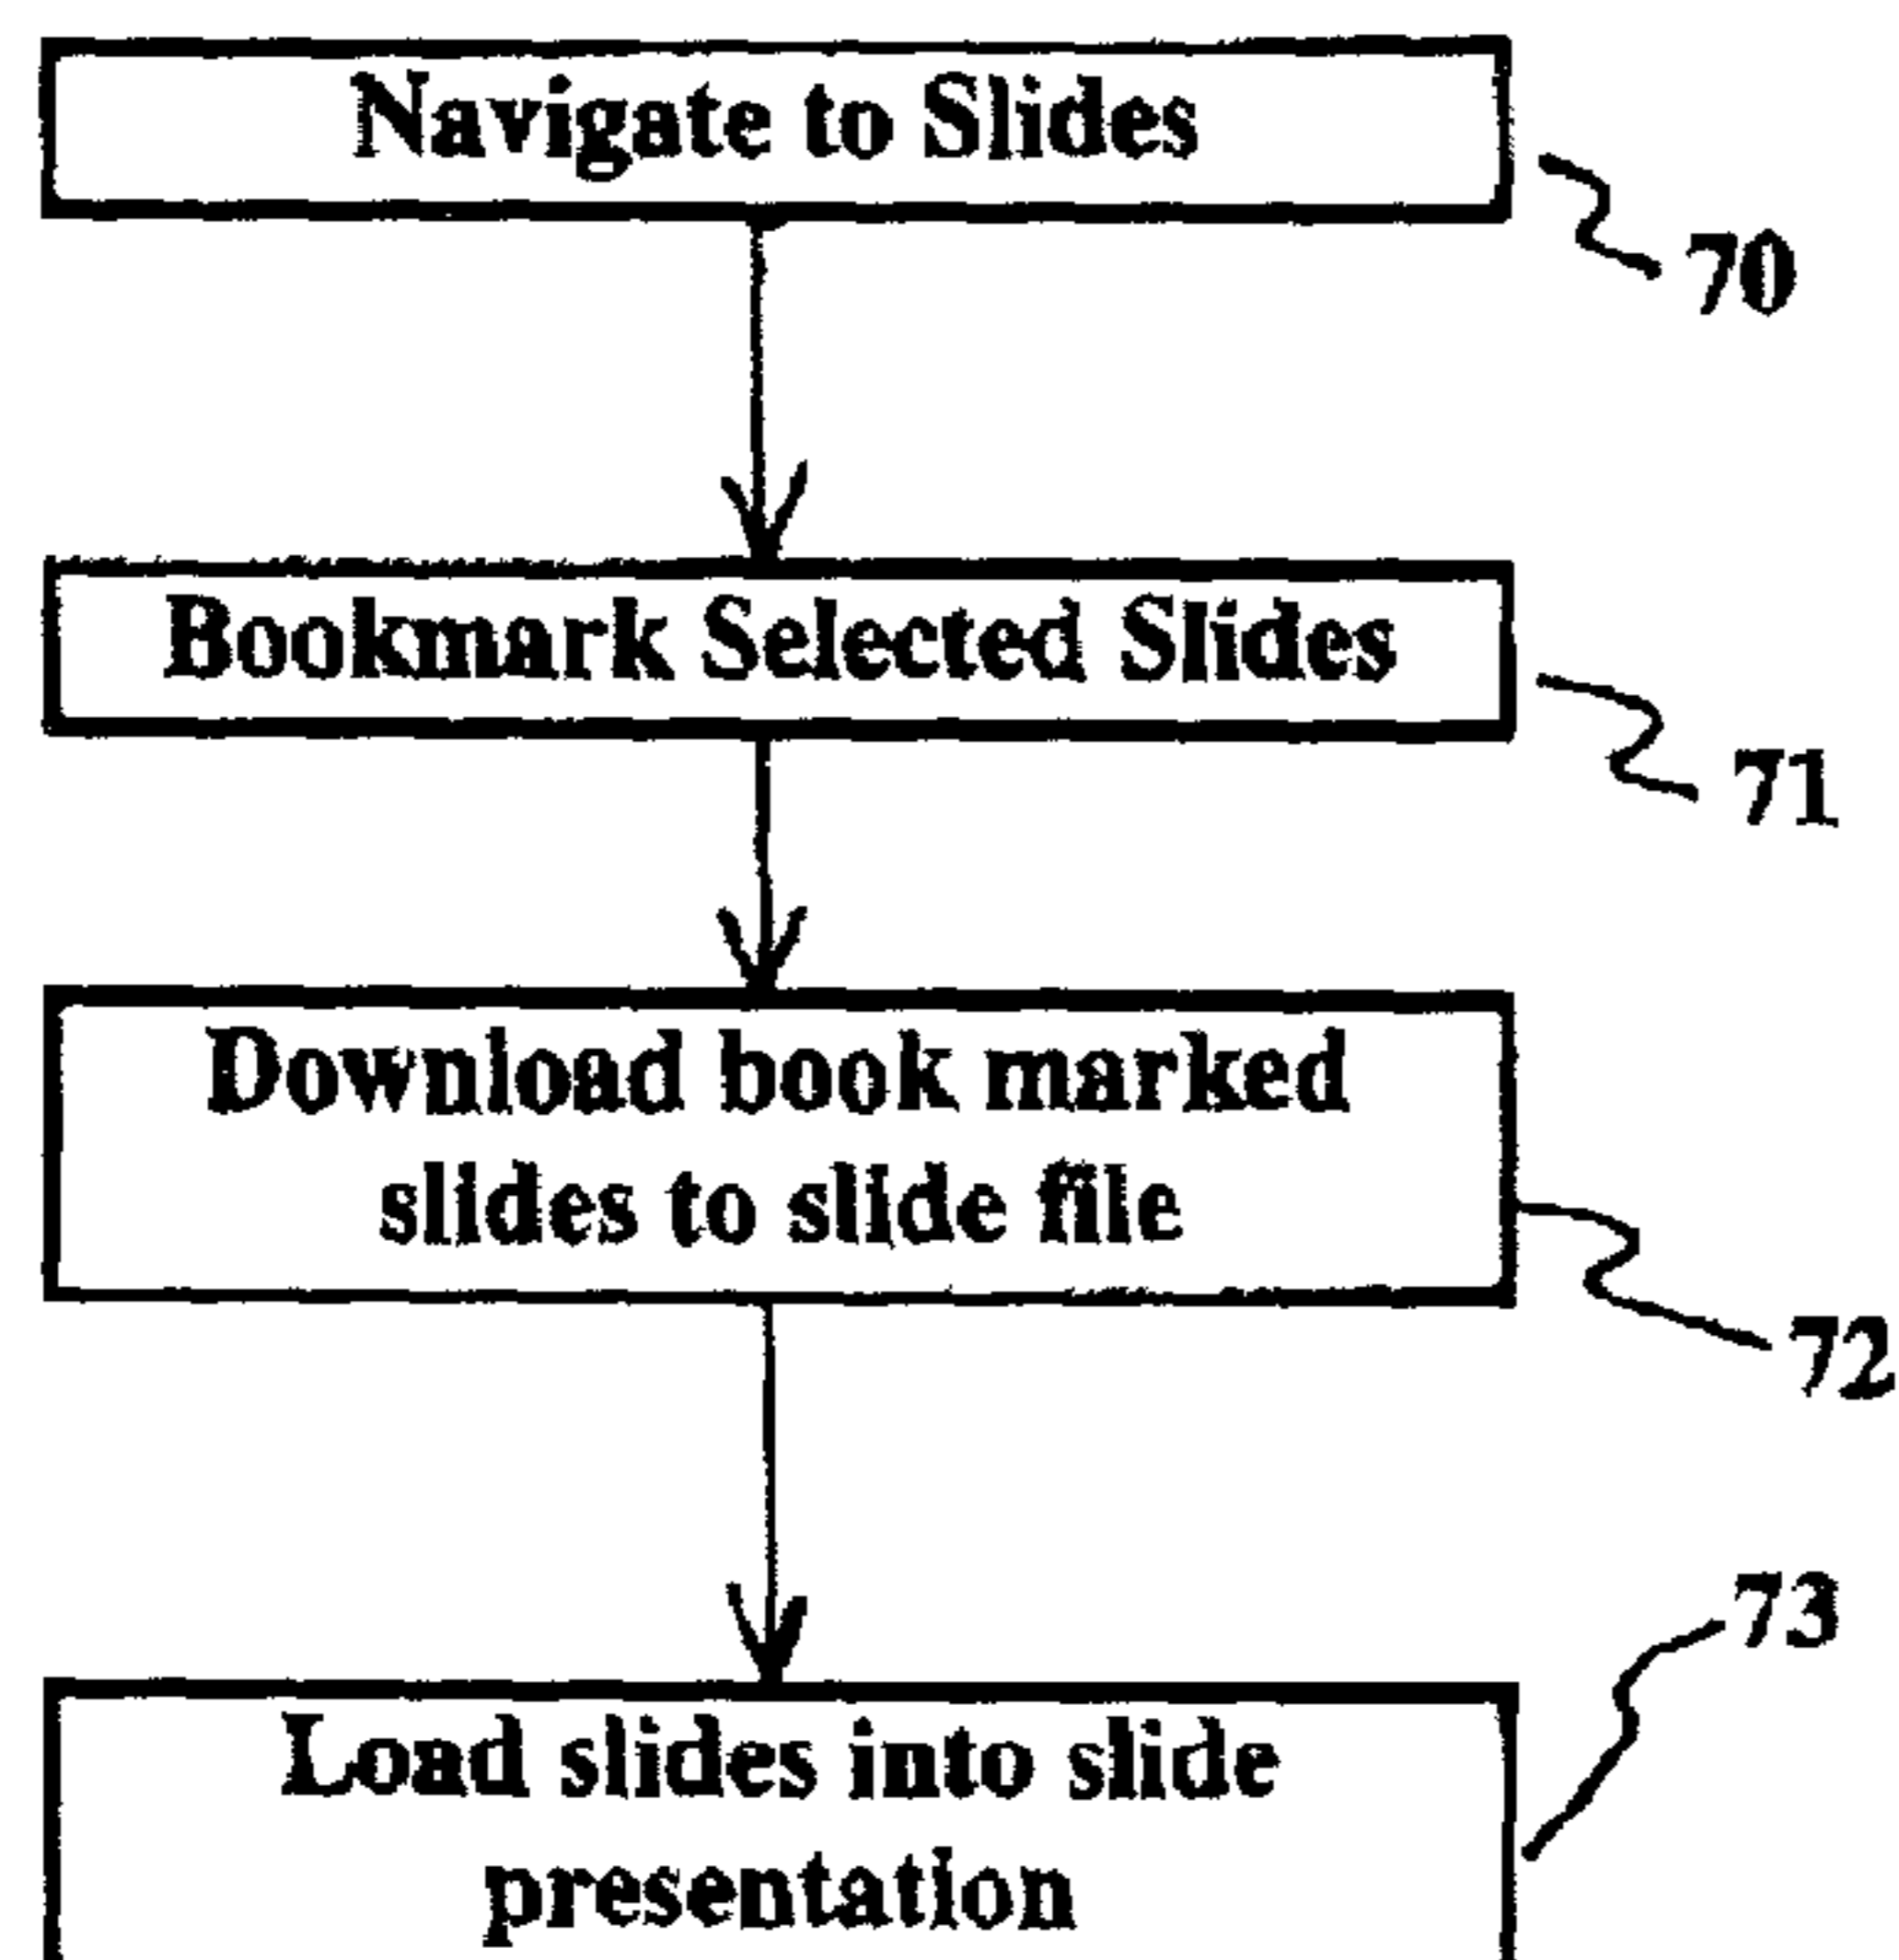 Navigate to Slides
70
Bookmark Selected Slides
71
Download book marked
slides to slide file
72
73
Load slides into slide
presentation